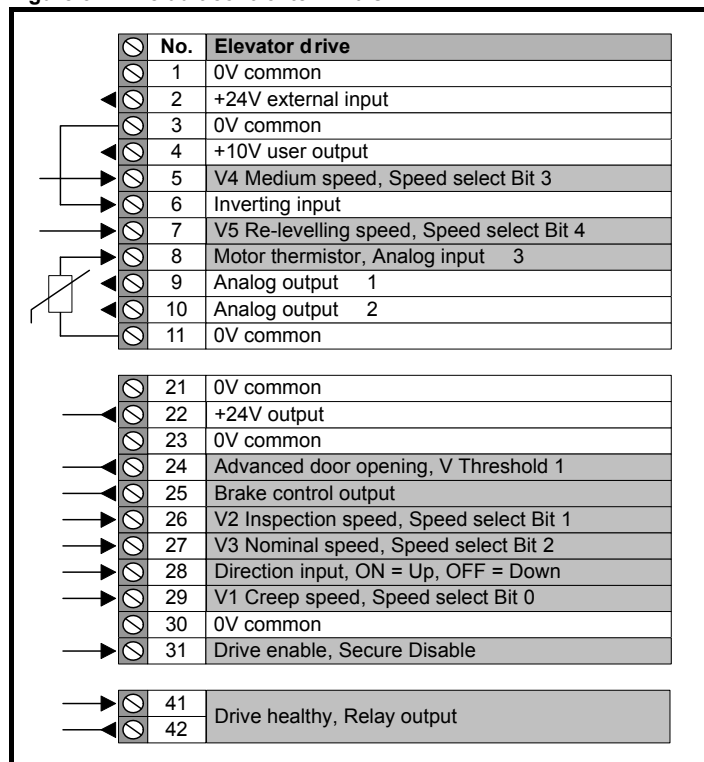 No. Elevator drive
1 0V common
2 +24V external input
3 0V common
4 +10V user output
5 V4 Medium speed, Speed select Bit 3
6 Inverting input
7 V5 Re-levelling speed, Speed select Bit 4
8 Motor thermistor, Analog input 3
9 Analog output 1
10 Analog output 2
11 0V common
21 0V common
22 +24V output
23 0V common
24 Advanced door opening, V Threshold 1
25 Brake control output
26 V2 Inspection speed, Speed select Bit 1
27 V3 Nominal speed, Speed select Bit 2
28 Direction input, ON = Up, OFF = Down
29 V1 Creep speed, Speed select Bit 0
30 0V common
31 Drive enable, Secure Disable
41
Drive healthy, Relay output
42